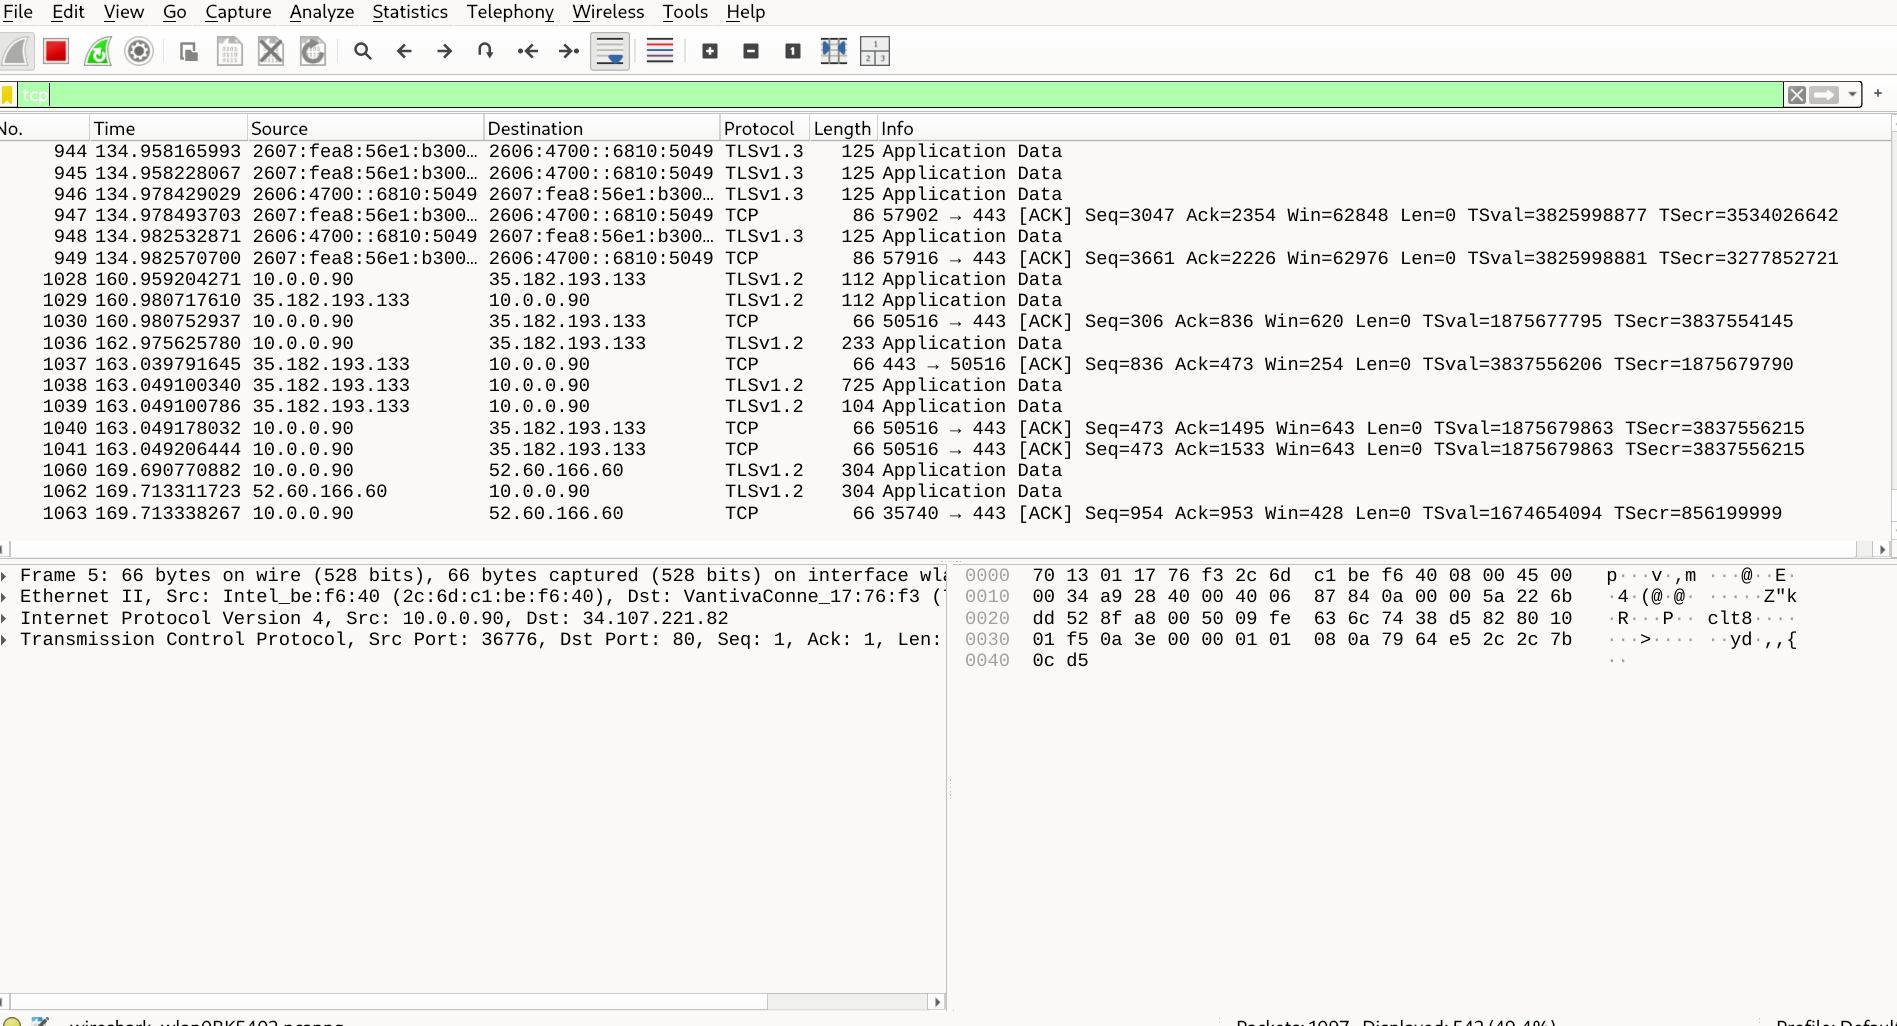 File Edit View Go Capture Analyze Statistics Telephony Wireless Tools Help
tcp
No. Time Source Destination Protocol Length Info
944 134.958165993 2607:fea8:56e1:b300… 2606:4700::6810:5049 TLSv1.3 125 Application Data
945 134.958228067 2607:fea8:56e1:b300… 2606:4700::6810:5049 TLSv1.3 125 Application Data
946 134.978429029 2606:4700::6810:5049 2607:fea8:56e1:b300… TLSv1.3 125 Application Data
947 134.978493703 2607:fea8:56e1:b300… 2606:4700::6810:5049 TCP 86 57902 → 443 [ACK] Seq=3047 Ack=2354 Win=62848 Len=0 TSval=3825998877 TSecr=3534026642
948 134.982532871 2606:4700::6810:5049 2607:fea8:56e1:b300… TLSv1.3 125 Application Data
949 134.982570700 2607:fea8:56e1:b300… 2606:4700::6810:5049 TCP 86 57916 → 443 [ACK] Seq=3661 Ack=2226 Win=62976 Len=0 TSval=3825998881 TSecr=3277852721
1028 160.959204271 10.0.0.90 35.182.193.133 TLSv1.2 112 Application Data
1029 160.980717610 35.182.193.133 10.0.0.90 TLSv1.2 112 Application Data
1030 160.980752937 10.0.0.90 35.182.193.133 TCP 66 50516 → 443 [ACK] Seq=306 Ack=836 Win=620 Len=0 TSval=1875677795 TSecr=3837554145
1036 162.975625780 10.0.0.90 35.182.193.133 TLSv1.2 233 Application Data
1037 163.039791645 35.182.193.133 10.0.0.90 TCP 66 443 → 50516 [ACK] Seq=836 Ack=473 Win=254 Len=0 TSval=3837556206 TSecr=1875679790
1038 163.049100340 35.182.193.133 10.0.0.90 TLSv1.2 725 Application Data
1039 163.049100786 35.182.193.133 10.0.0.90 TLSv1.2 104 Application Data
1040 163.049178032 10.0.0.90 35.182.193.133 TCP 66 50516 → 443 [ACK] Seq=473 Ack=1495 Win=643 Len=0 TSval=1875679863 TSecr=3837556215
1041 163.049206444 10.0.0.90 35.182.193.133 TCP 66 50516 → 443 [ACK] Seq=473 Ack=1533 Win=643 Len=0 TSval=1875679863 TSecr=3837556215
1060 169.690770882 10.0.0.90 52.60.166.60 TLSv1.2 304 Application Data
1062 169.713311723 52.60.166.60 10.0.0.90 TLSv1.2 304 Application Data
1063 169.713338267 10.0.0.90 52.60.166.60 TCP 66 35740 → 443 [ACK] Seq=954 Ack=953 Win=428 Len=0 TSval=1674654094 TSecr=856199999
Frame 5: 66 bytes on wire (528 bits), 66 bytes captured (528 bits) on interface wla
Ethernet II, Src: Intel_be:f6:40 (2c:6d:c1:be:f6:40), Dst: VantivaConne_17:76:f3 (
Internet Protocol Version 4, Src: 10.0.0.90, Dst: 34.107.221.82
Transmission Control Protocol, Src Port: 36776, Dst Port: 80, Seq: 1, Ack: 1, Len:
0000 70 13 01 17 76 f3 2c 6d c1 be f6 40 08 00 45 00 p···v·,m ···@··E·
0010 00 34 a9 28 40 00 40 06 87 84 0a 00 00 5a 22 6b ·4·(@·@· ·····Z"k
0020 dd 52 8f a8 00 50 09 fe 63 6c 74 38 d5 82 80 10 ·R···P·· clt8····
0030 01 f5 0a 3e 00 00 01 01 08 0a 79 64 e5 2c 2c 7b ···>···· ··yd·,,{
0040 0c d5 ··
Packets: 1097 · Displayed: 542 (49.4%)
Profile: Default